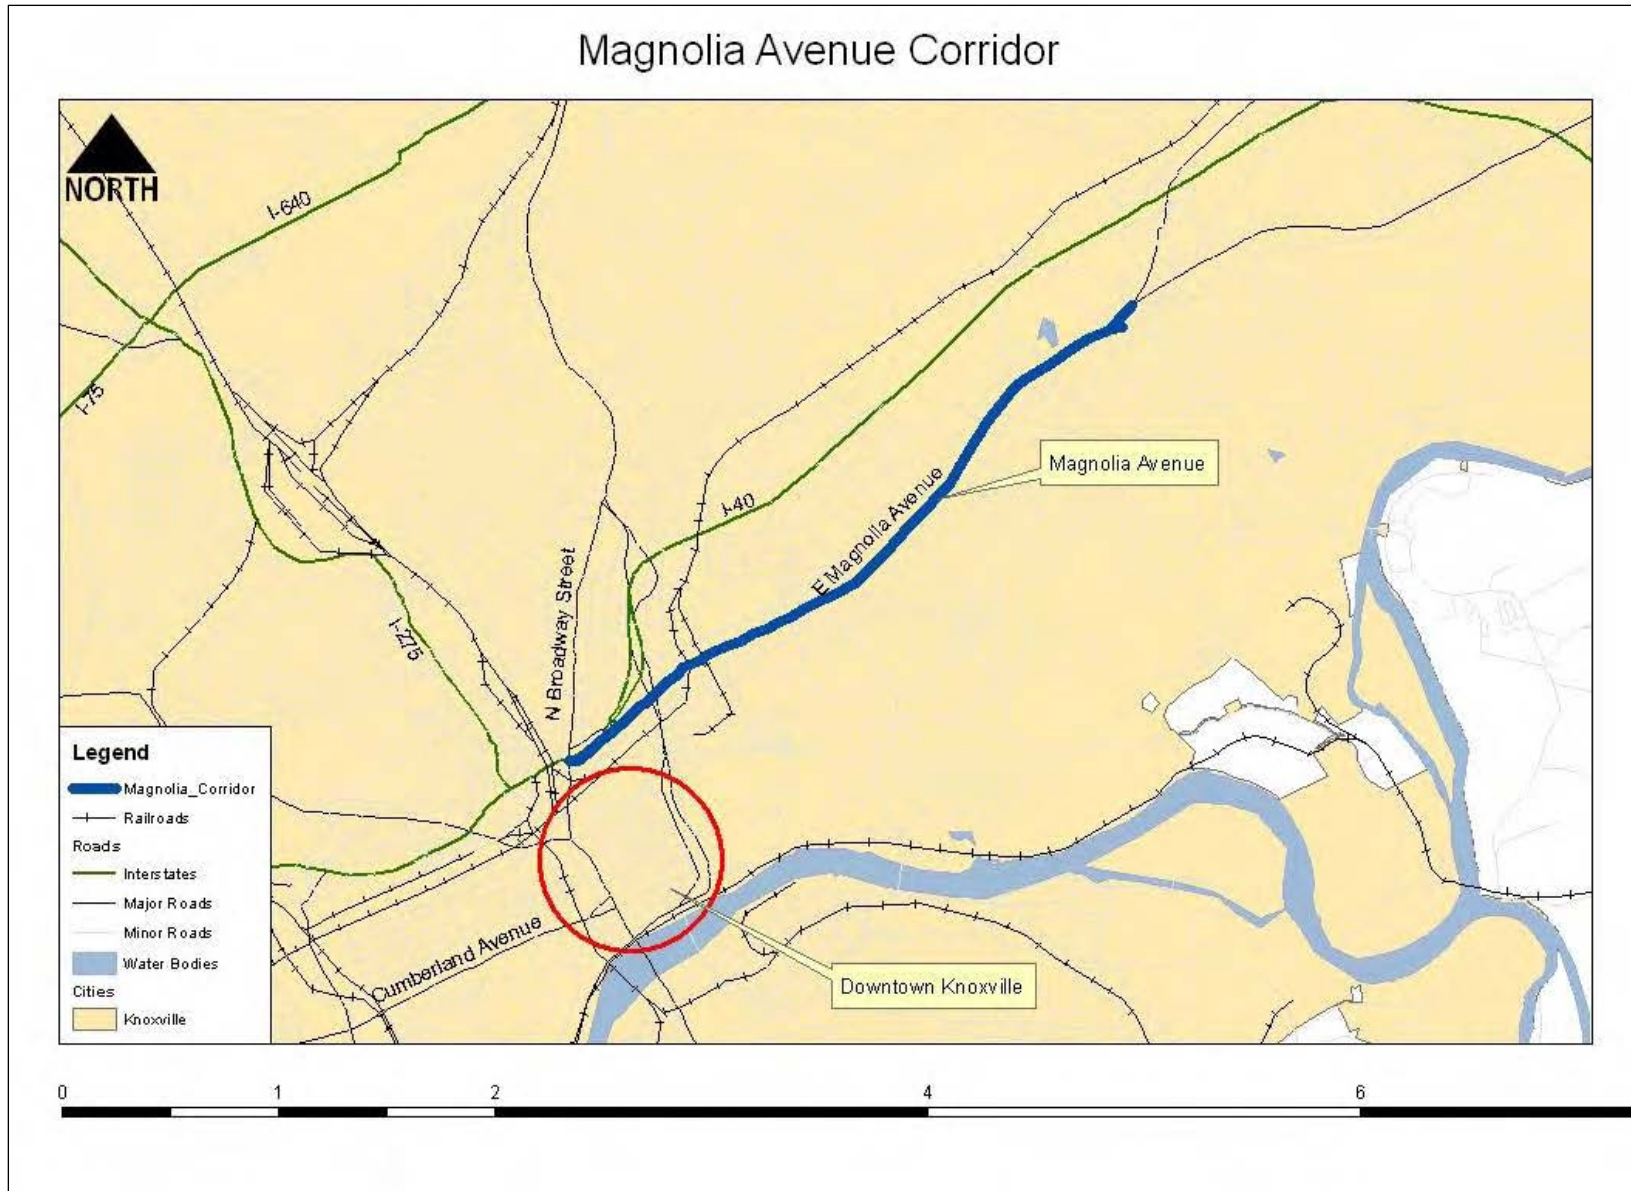 Magnolia Avenue Corridor
NORTH
I-640
I-75
I-40
Magnolia Avenue
E Magnolia Avenue
N Broadway Street
I-275
Legend
Magnolia_Corridor
Railroads
Roads
Interstates
Major Roads
Minor Roads
Water Bodies
Cities
Knoxville
Cumberland Avenue
Downtown Knoxville
0 1 2 4 6